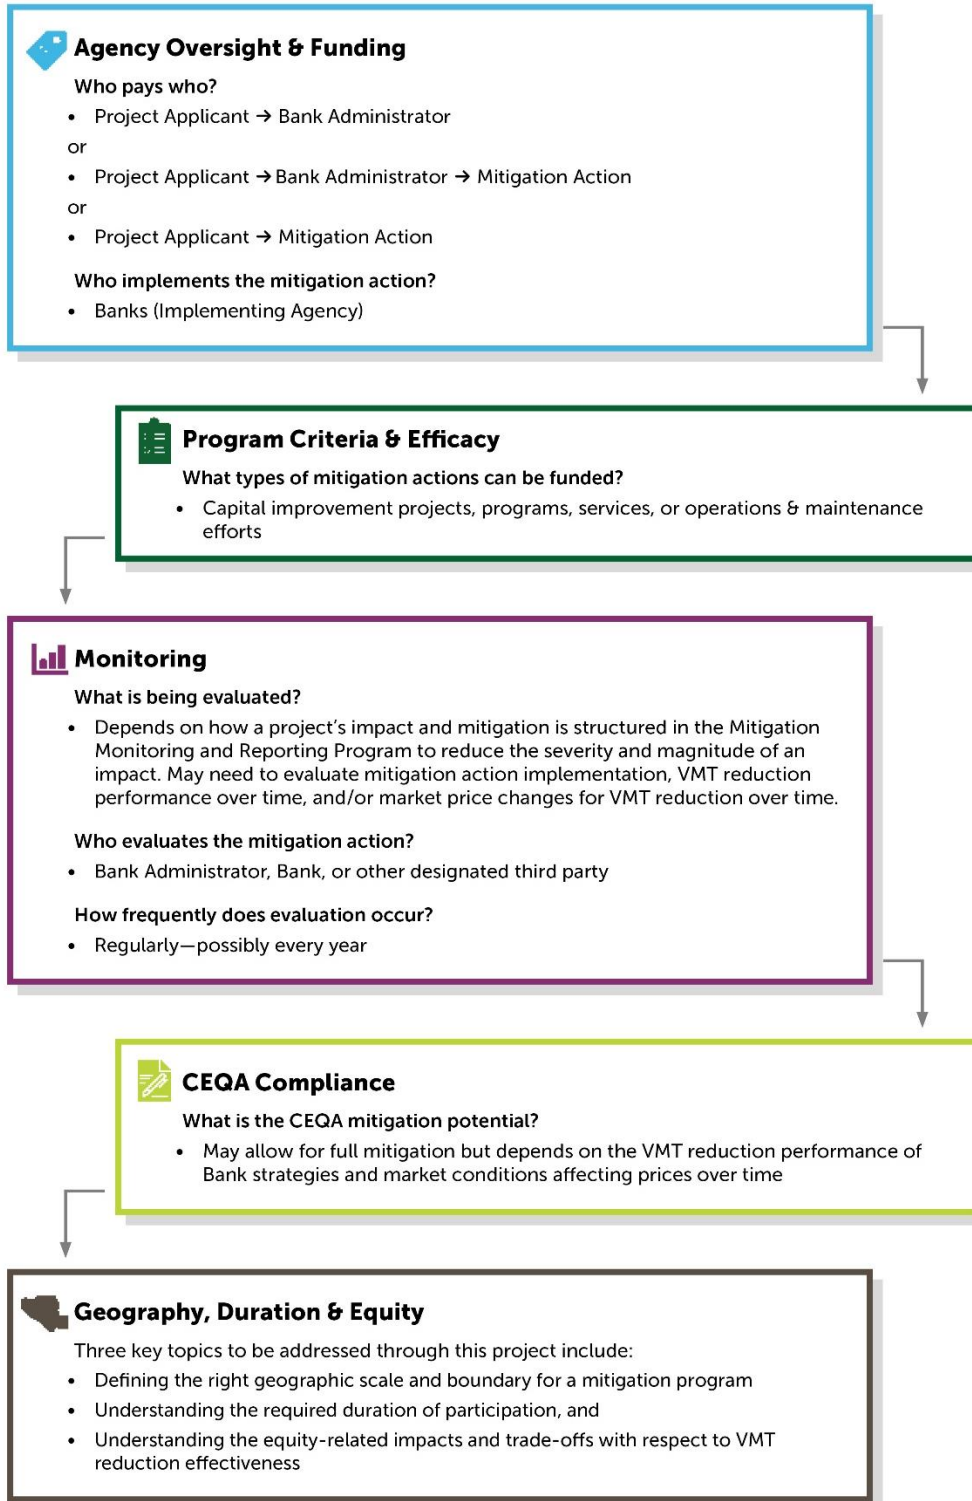 Agency Oversight & Funding
Who pays who?
• Project Applicant → Bank Administrator
or
• Project Applicant → Bank Administrator → Mitigation Action
or
• Project Applicant → Mitigation Action
Who implements the mitigation action?
• Banks (Implementing Agency)
Program Criteria & Efficacy
What types of mitigation actions can be funded?
• Capital improvement projects, programs, services, or operations & maintenance
efforts
Monitoring
What is being evaluated?
• Depends on how a project’s impact and mitigation is structured in the Mitigation
Monitoring and Reporting Program to reduce the severity and magnitude of an
impact. May need to evaluate mitigation action implementation, VMT reduction
performance over time, and/or market price changes for VMT reduction over time.
Who evaluates the mitigation action?
• Bank Administrator, Bank, or other designated third party
How frequently does evaluation occur?
• Regularly—possibly every year
CEQA Compliance
What is the CEQA mitigation potential?
• May allow for full mitigation but depends on the VMT reduction performance of
Bank strategies and market conditions affecting prices over time
Geography, Duration & Equity
Three key topics to be addressed through this project include:
• Defining the right geographic scale and boundary for a mitigation program
• Understanding the required duration of participation, and
• Understanding the equity-related impacts and trade-offs with respect to VMT
reduction effectiveness